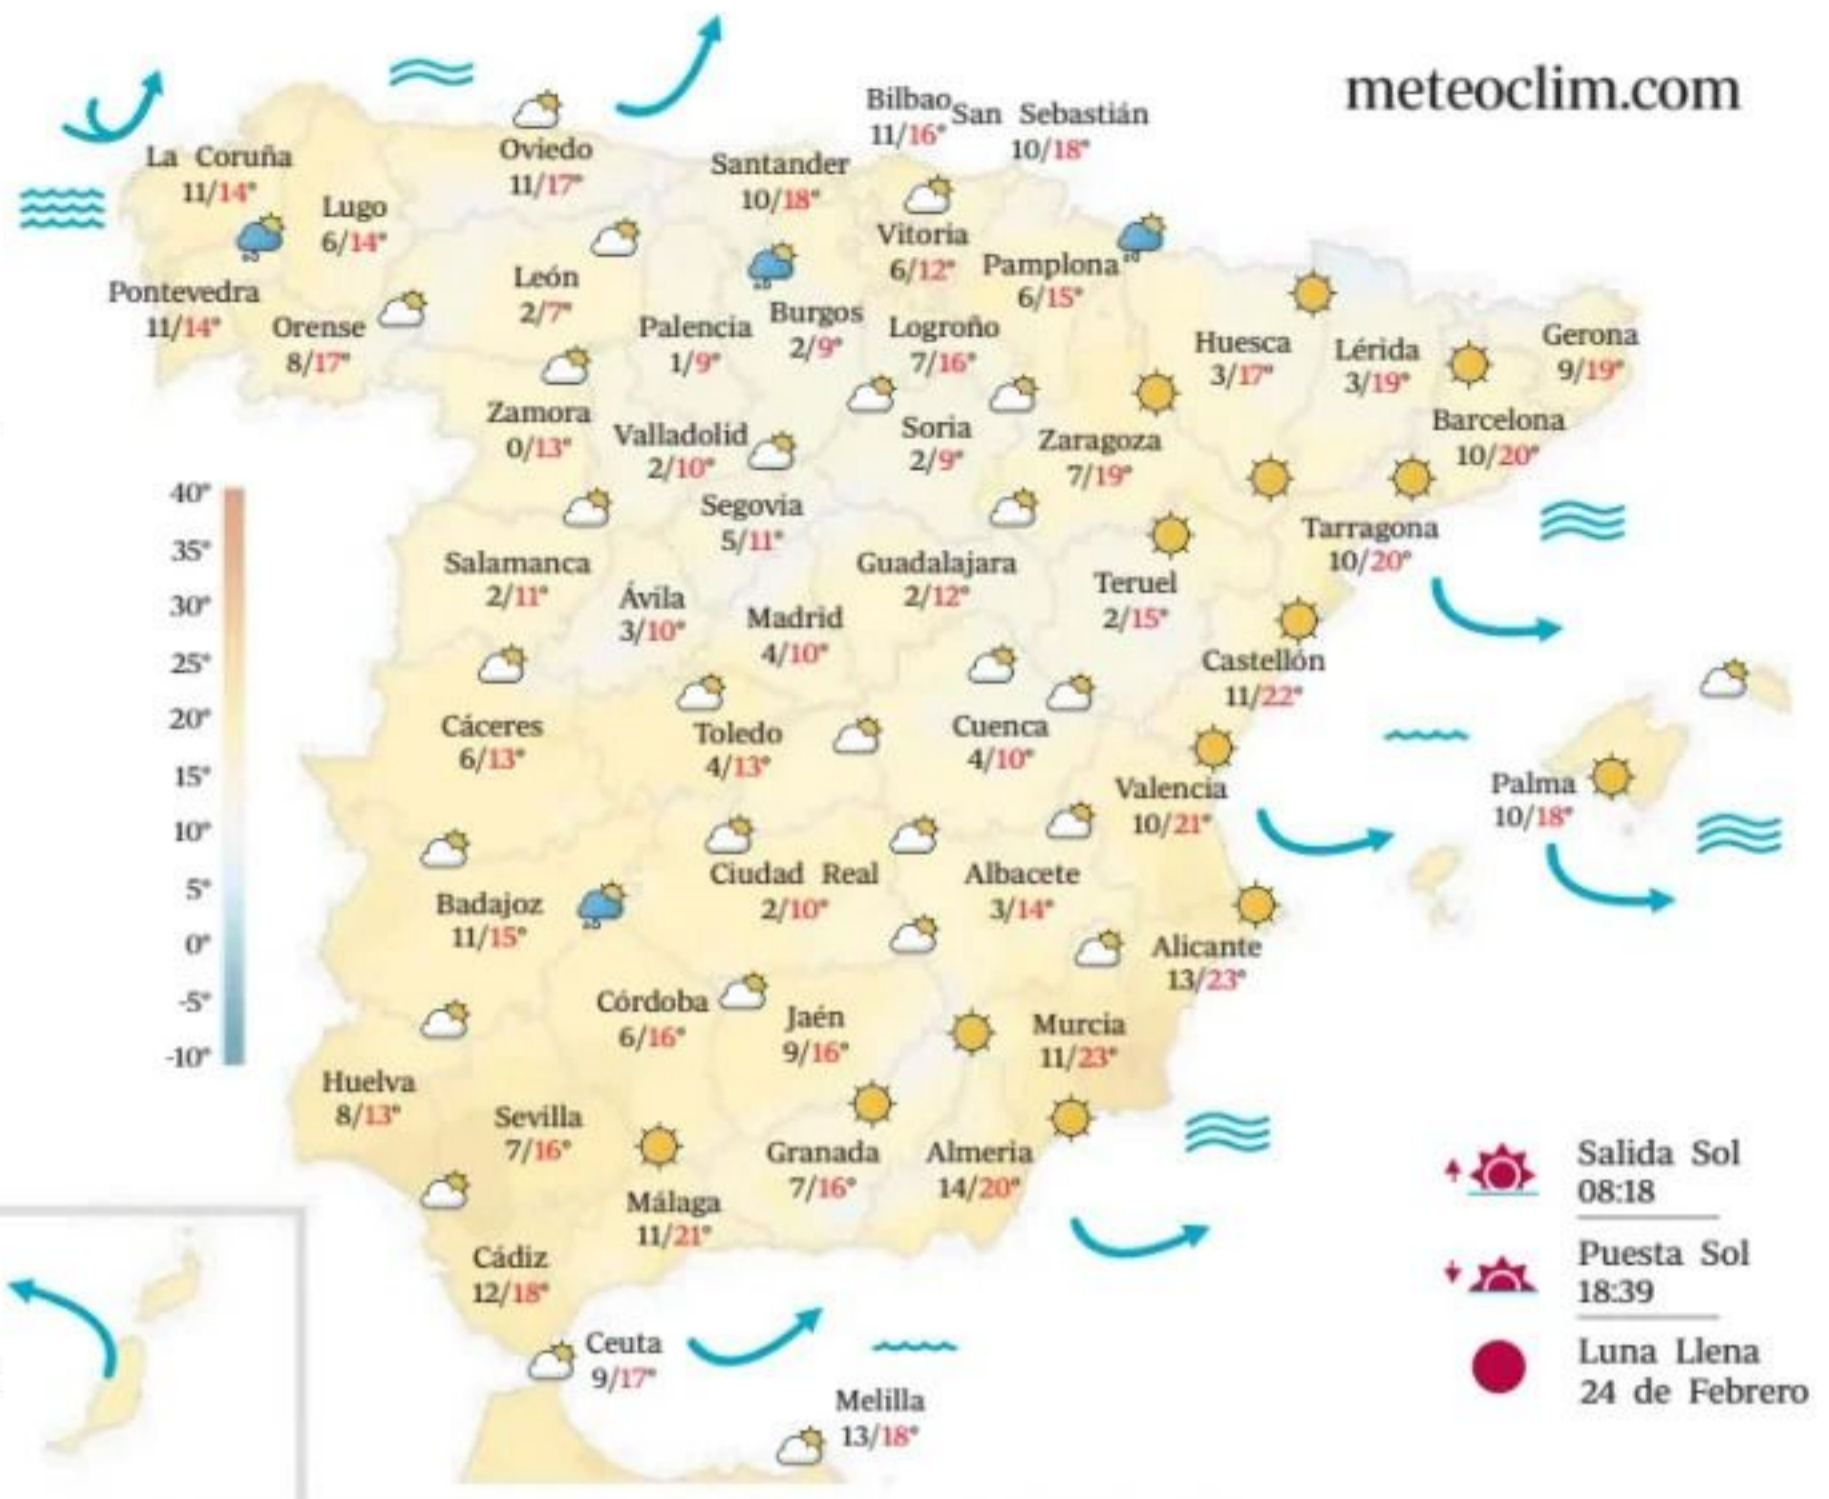 meteoclim.com
Bilbao
11/16°
San Sebastián
10/18°
La Coruña
11/14°
Oviedo
11/17°
Santander
10/18°
Lugo
6/14°
Vitoria
6/12°
Pamplona
6/15°
León
2/7°
Pontevedra
11/14°
Orense
8/17°
Palencia
1/9°
Burgos
2/9°
Logroño
7/16°
Huesca
3/17°
Lérida
3/19°
Gerona
9/19°
Zamora
0/13°
Valladolid
2/10°
Soria
2/9°
Zaragoza
7/19°
Barcelona
10/20°
Segovia
5/11°
Tarragona
10/20°
Salamanca
2/11°
Ávila
3/10°
Madrid
4/10°
Guadalajara
2/12°
Teruel
2/15°
Castellón
11/22°
Cáceres
6/13°
Toledo
4/13°
Cuenca
4/10°
Valencia
10/21°
Palma
10/18°
Badajoz
11/15°
Ciudad Real
2/10°
Albacete
3/14°
Alicante
13/23°
Córdoba
6/16°
Jaén
9/16°
Murcia
11/23°
Huelva
8/13°
Sevilla
7/16°
Granada
7/16°
Almeria
14/20°
Málaga
11/21°
Cádiz
12/18°
Ceuta
9/17°
Melilla
13/18°
40°
35°
30°
25°
20°
15°
10°
5°
0°
-5°
-10°
Salida Sol
08:18
Puesta Sol
18:39
Luna Llena
24 de Febrero